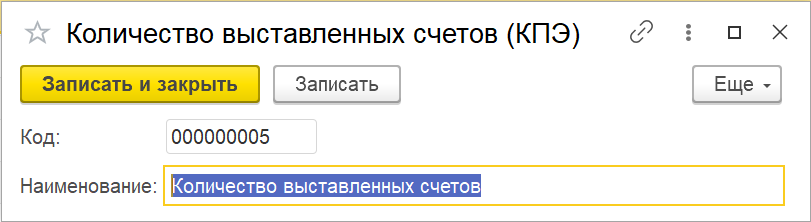 Количество выставленных счетов (КПЭ)
Записать и закрыть Записать Еще
Код: 000000005
Наименование: Количество выставленных счетов